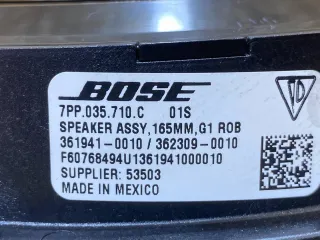 BOSE
7PP.035.710.C 01S
SPEAKER ASSY,165MM,G1 ROB
361941-0010 / 362309-0010
F60768494U1361941000010
SUPPLIER: 53503
MADE IN MEXICO